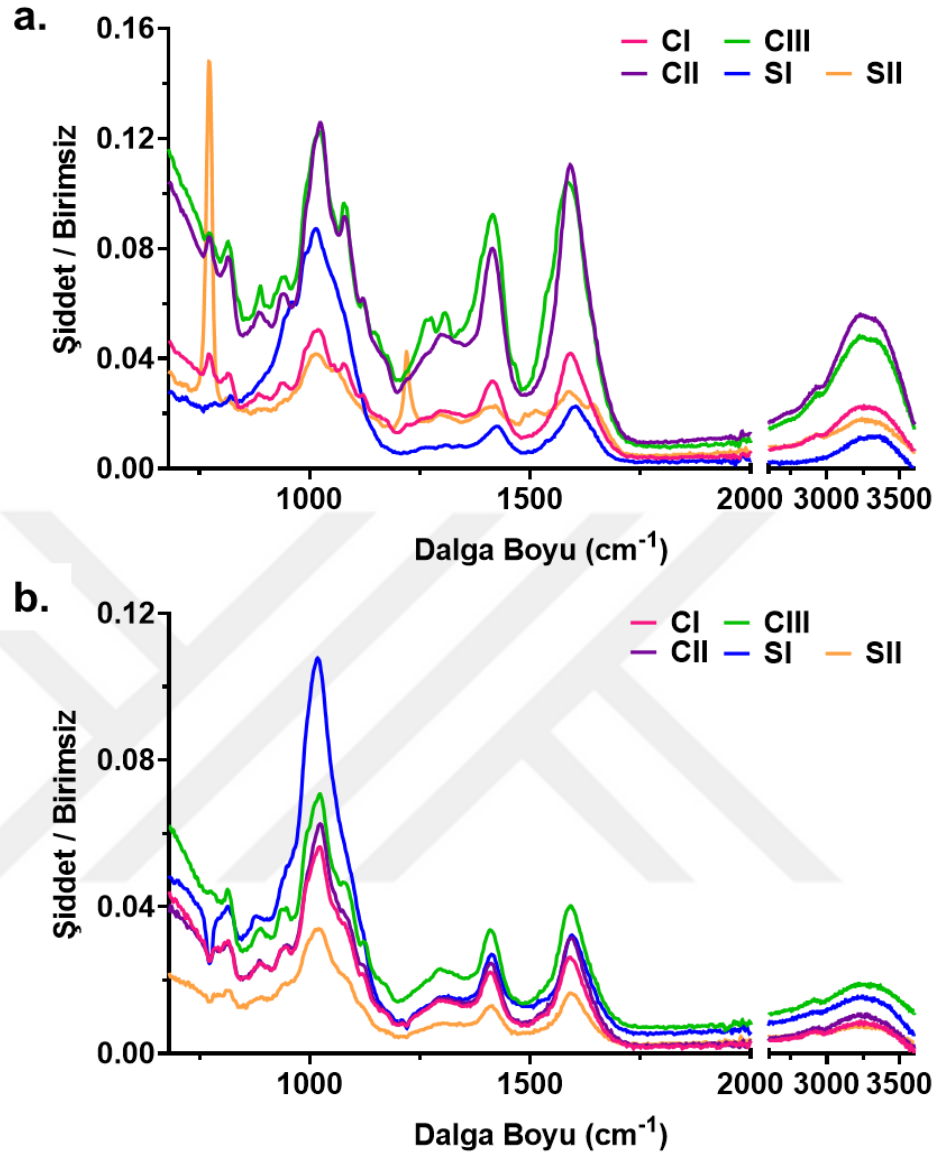 a.
0.16
0.12
0.08
0.04
0.00
Şiddet / Birimsiz
CI CIII
CII SI SII
1000 1500 2000 3000 3500
Dalga Boyu (cm⁻¹)
b.
0.12
0.08
0.04
0.00
Şiddet / Birimsiz
CI CIII
CII SI SII
1000 1500 2000 3000 3500
Dalga Boyu (cm⁻¹)